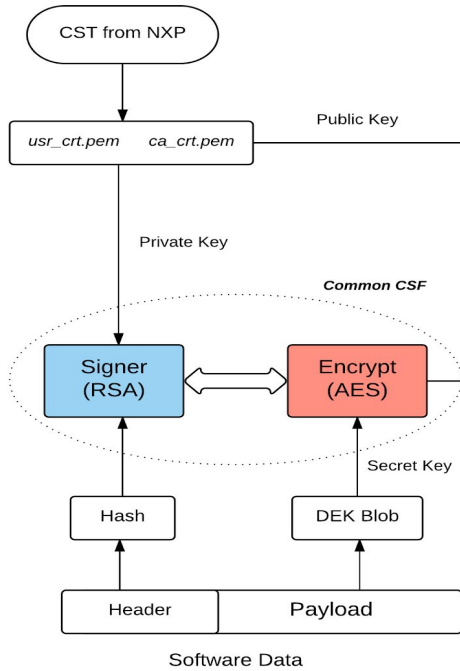 CST from NXP
usr_crt.pem ca_crt.pem
Public Key
Private Key
Common CSF
Signer
(RSA)
Encrypt
(AES)
Secret Key
Hash
DEK Blob
Header
Payload
Software Data